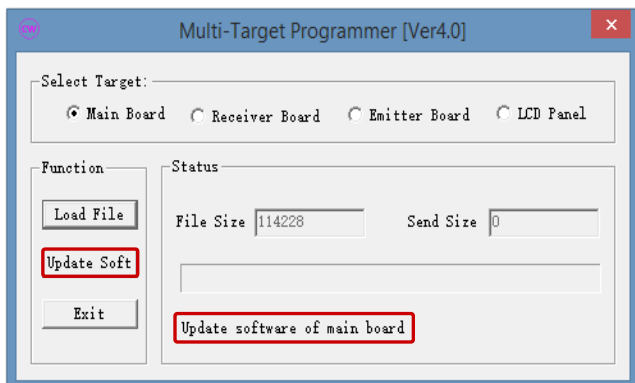 CW
Multi-Target Programmer [Ver4.0]
Select Target:
Main Board
Receiver Board
Emitter Board
LCD Panel
Function
Load File
Update Soft
Exit
Status
File Size 114228
Send Size 0
Update software of main board